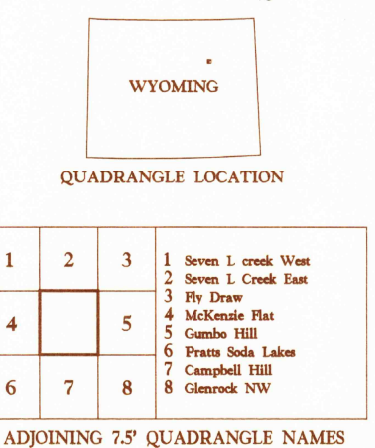 WYOMING
QUADRANGLE LOCATION
1 2 3
4 5
6 7 8
1 Seven L creek West
2 Seven L Creek East
3 Fly Draw
4 McKenzie Flat
5 Gumbo Hill
6 Pratts Soda Lakes
7 Campbell Hill
8 Glenrock NW
ADJOINING 7.5' QUADRANGLE NAMES